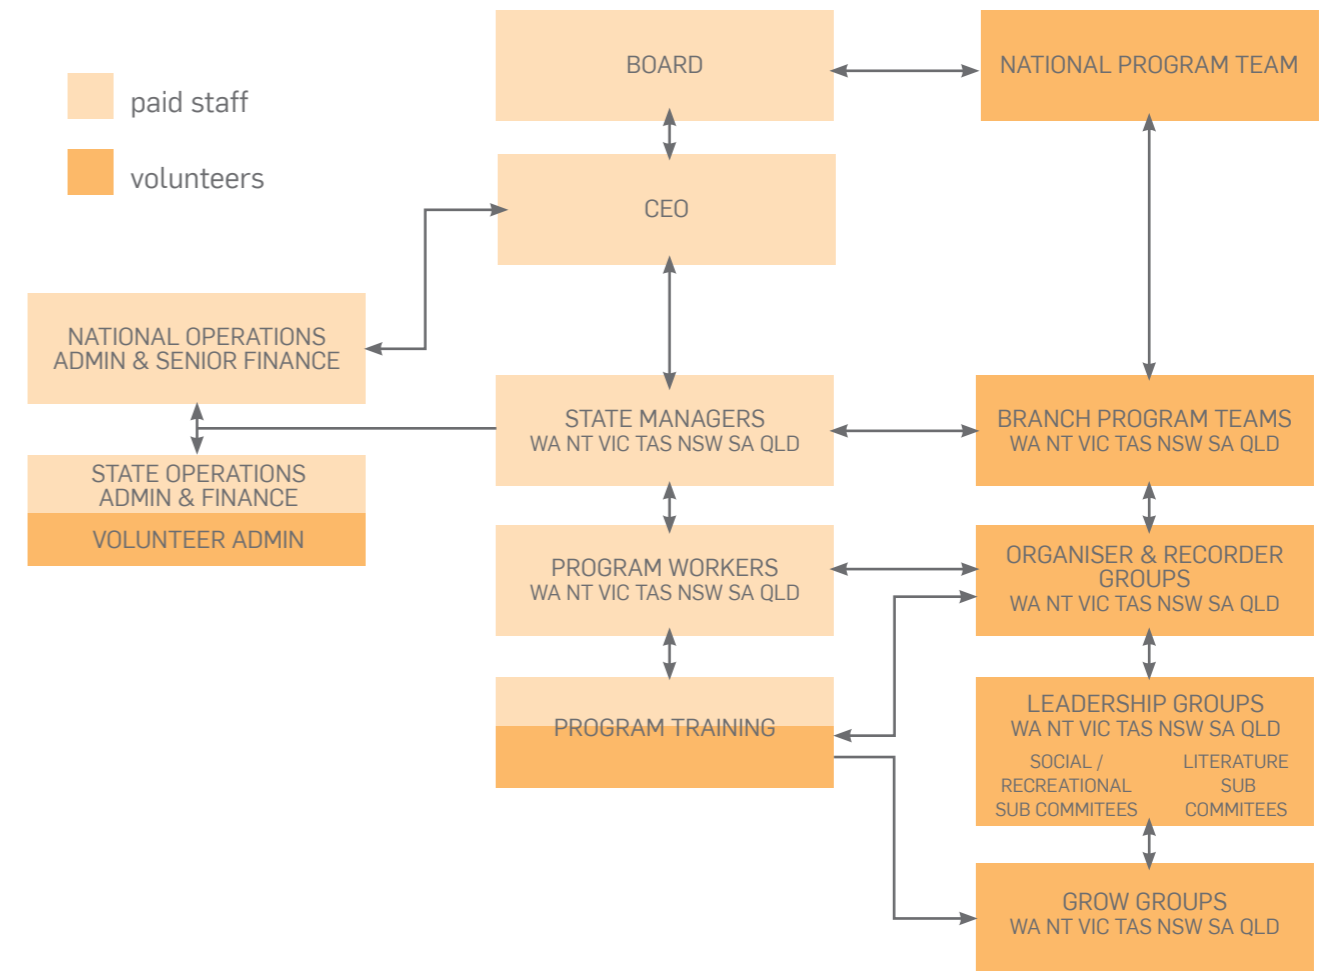 BOARD
NATIONAL PROGRAM TEAM
paid staff
volunteers
CEO
NATIONAL OPERATIONS
ADMIN & SENIOR FINANCE
STATE MANAGERS
WA NT VIC TAS NSW SA QLD
BRANCH PROGRAM TEAMS
WA NT VIC TAS NSW SA QLD
STATE OPERATIONS
ADMIN & FINANCE
VOLUNTEER ADMIN
PROGRAM WORKERS
WA NT VIC TAS NSW SA QLD
ORGANISER & RECORDER
GROUPS
WA NT VIC TAS NSW SA QLD
PROGRAM TRAINING
LEADERSHIP GROUPS
WA NT VIC TAS NSW SA QLD
SOCIAL /
RECREATIONAL
SUB COMMITEES
LITERATURE
SUB
COMMITEES
GROW GROUPS
WA NT VIC TAS NSW SA QLD